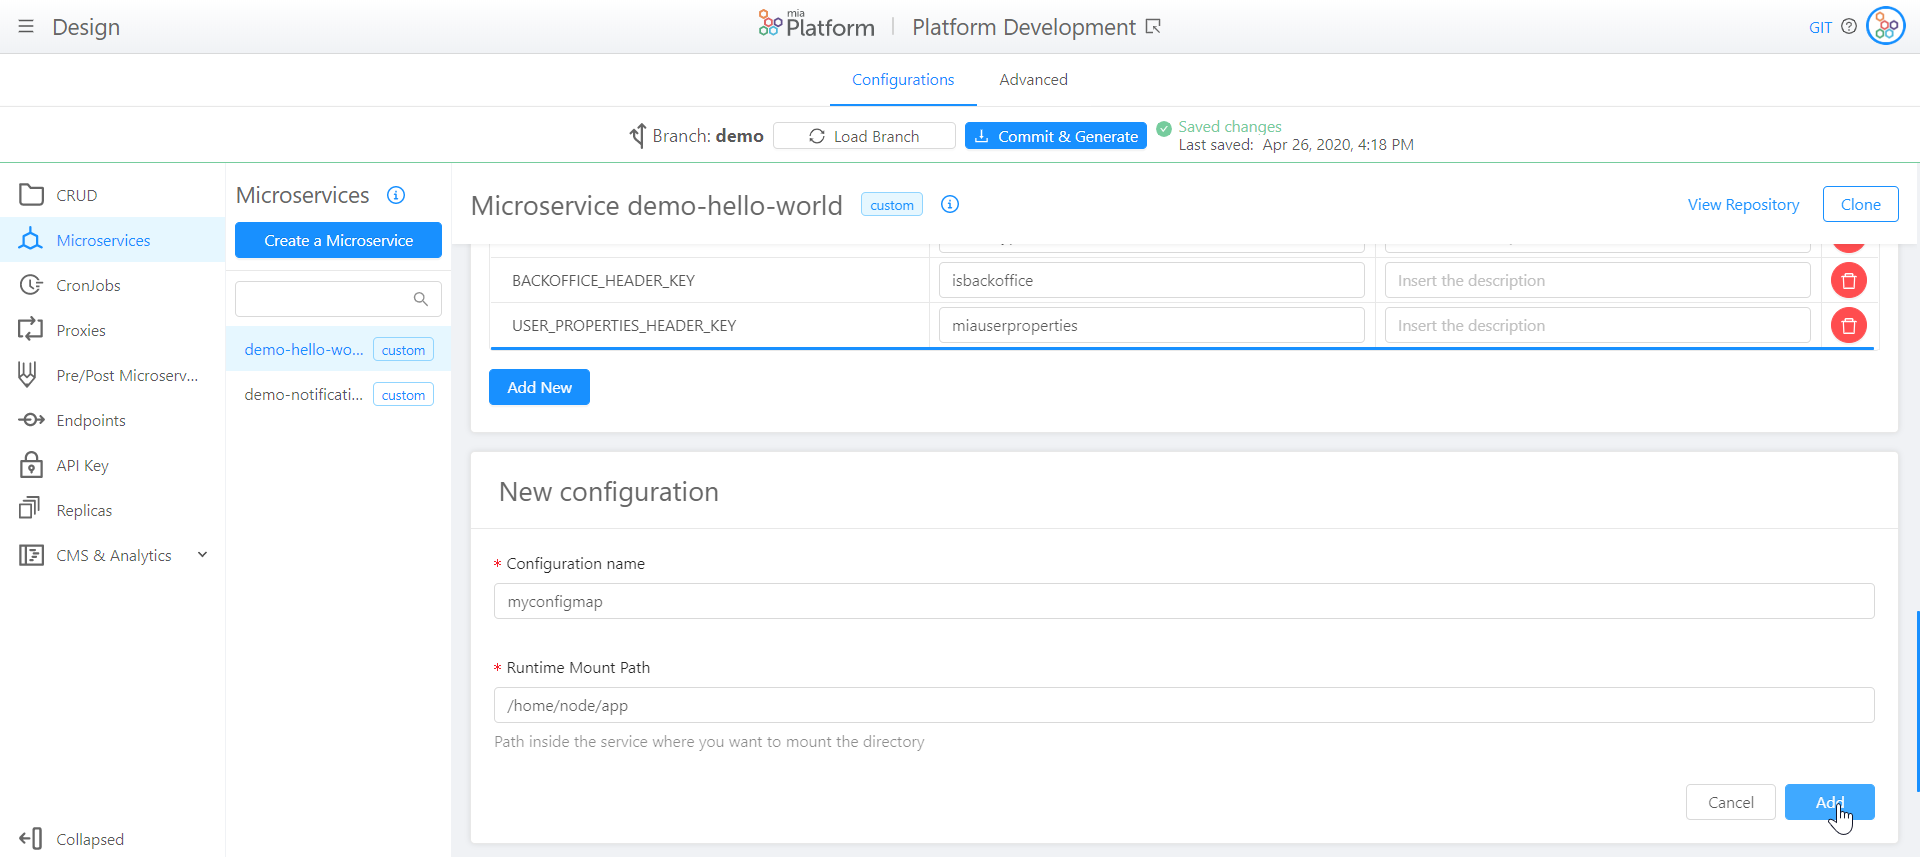 Design
mia
Platform
Platform Development
GIT
Configurations
Advanced
Branch: demo
Load Branch
Commit & Generate
Saved changes
Last saved: Apr 26, 2020, 4:18 PM
CRUD
Microservices
CronJobs
Proxies
Pre/Post Microserv...
Endpoints
API Key
Replicas
CMS & Analytics
Collapsed
Microservices
Create a Microservice
demo-hello-wo... custom
demo-notificati... custom
Microservice demo-hello-world custom
View Repository
Clone
BACKOFFICE_HEADER_KEY isbackoffice Insert the description
USER_PROPERTIES_HEADER_KEY miauserproperties Insert the description
Add New
New configuration
* Configuration name
myconfigmap
* Runtime Mount Path
/home/node/app
Path inside the service where you want to mount the directory
Cancel
Add